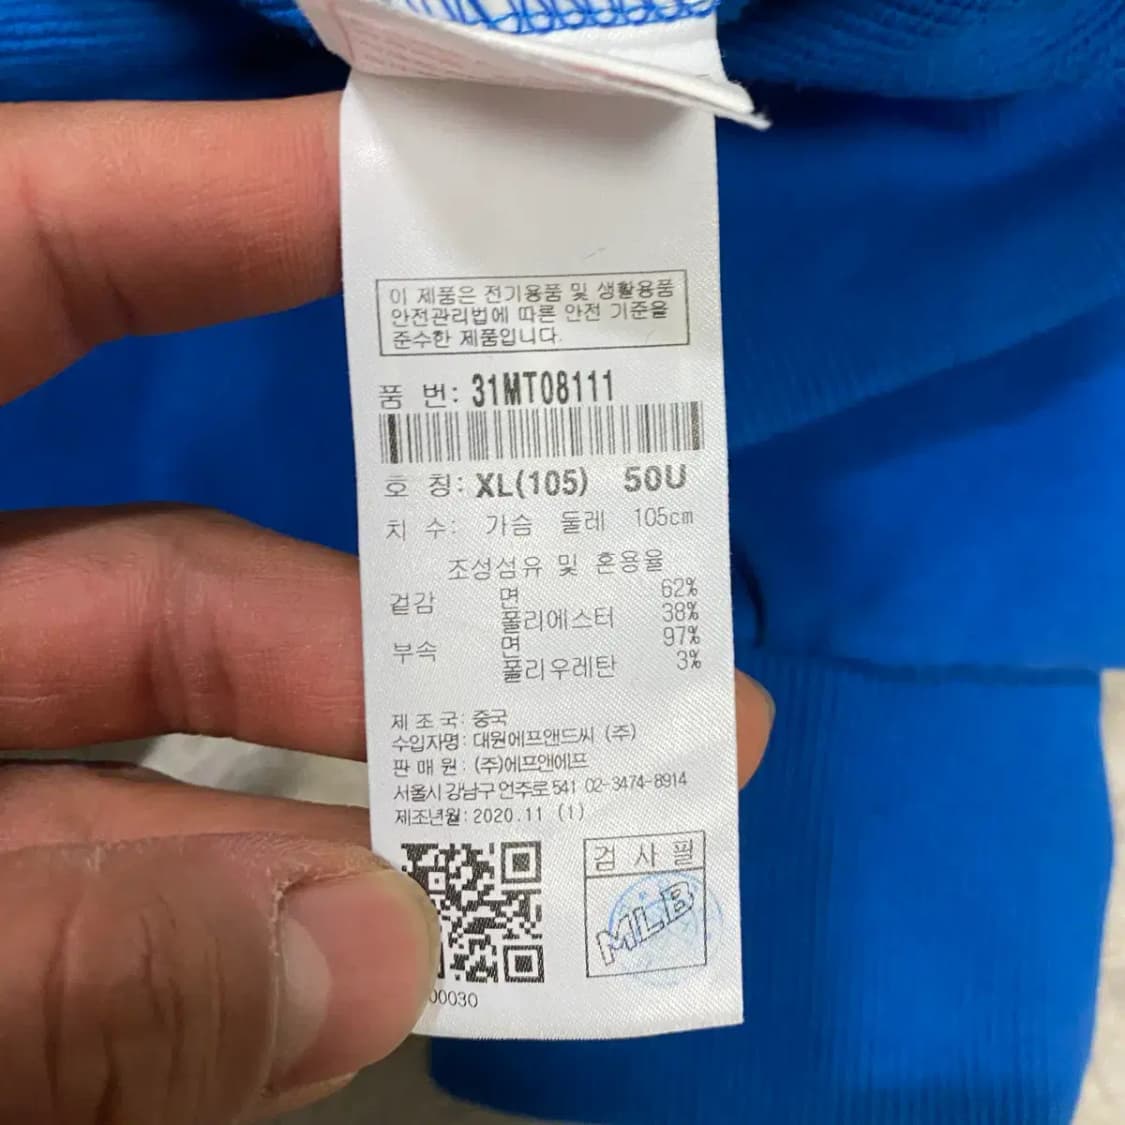 이 제품은 전기용품 및 생활용품
안전관리법에 따른 안전 기준을
준수한 제품입니다.
품 번: 31MT08111
호 칭: XL(105) 50U
치 수: 가슴 둘레 105cm
조성섬유 및 혼용율
겉감 면 62%
폴리에스터 38%
부속 면 97%
폴리우레탄 3%
제 조 국: 중국
수입자명: 대원에프앤드씨 (주)
판 매 원: (주)에프앤에프
서울시 강남구 언주로 541 02-3474-8914
제조년월: 2020.11 (1)
검 사 필
MLB
00030